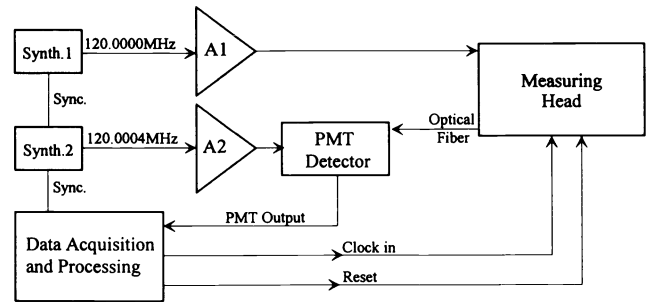 Synth.1
120.0000MHz
A1
Measuring
Head
Sync.
Optical
Fiber
Synth.2
120.0004MHz
A2
PMT
Detector
Sync.
PMT Output
Data Acquisition
and Processing
Clock in
Reset